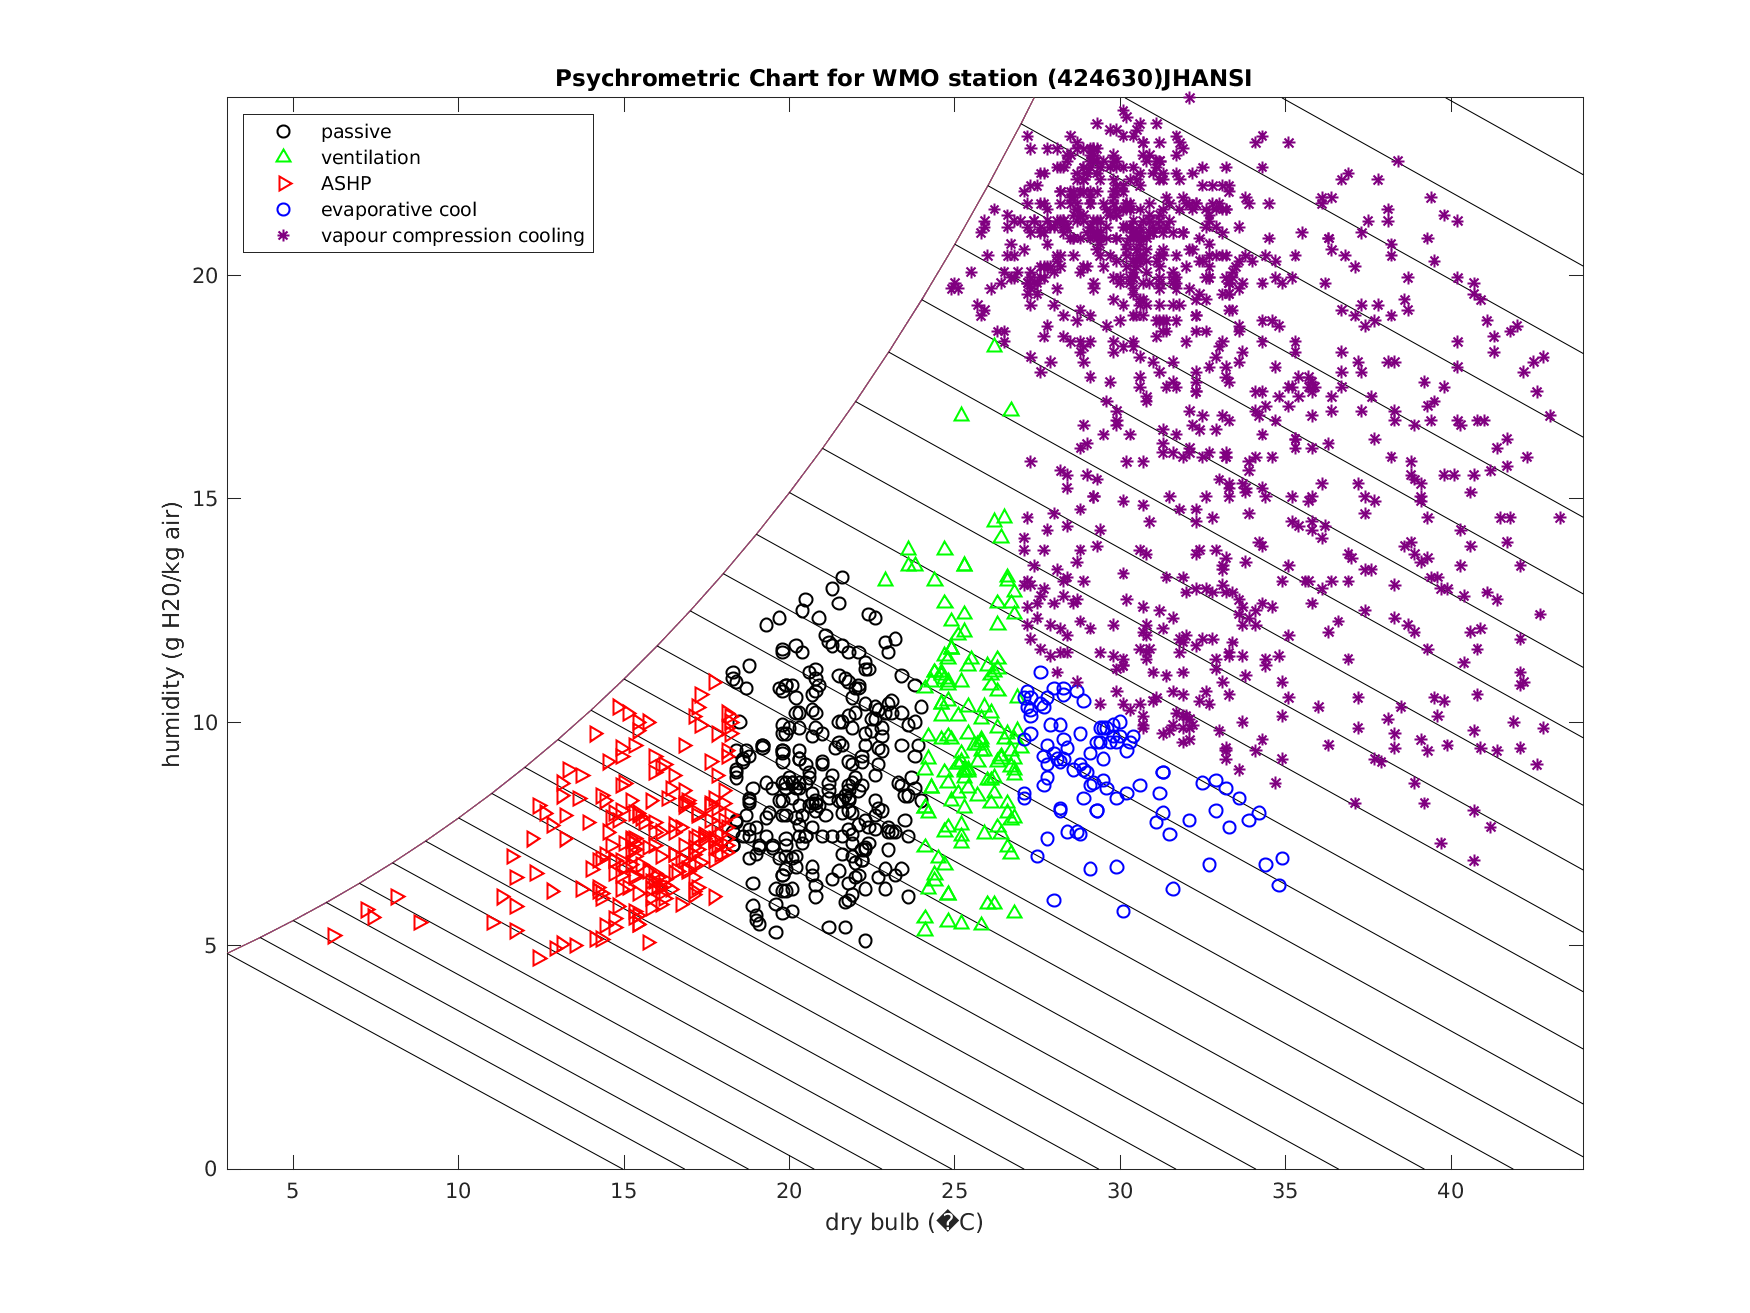 Psychrometric Chart for WMO station (424630)JHANSI
passive
ventilation
ASHP
evaporative cool
vapour compression cooling
20
15
10
5
0
humidity (g H20/kg air)
5 10 15 20 25 30 35 40
dry bulb (�C)